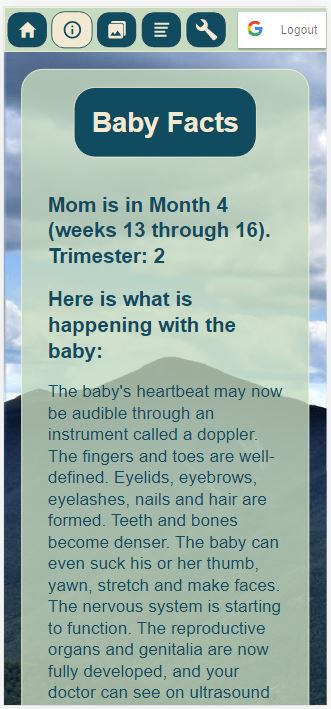 Logout
Baby Facts
Mom is in Month 4
(weeks 13 through 16).
Trimester: 2
Here is what is
happening with the
baby:
The baby's heartbeat may now
be audible through an
instrument called a doppler.
The fingers and toes are well-
defined. Eyelids, eyebrows,
eyelashes, nails and hair are
formed. Teeth and bones
become denser. The baby can
even suck his or her thumb,
yawn, stretch and make faces.
The nervous system is starting
to function. The reproductive
organs and genitalia are now
fully developed, and your
doctor can see on ultrasound